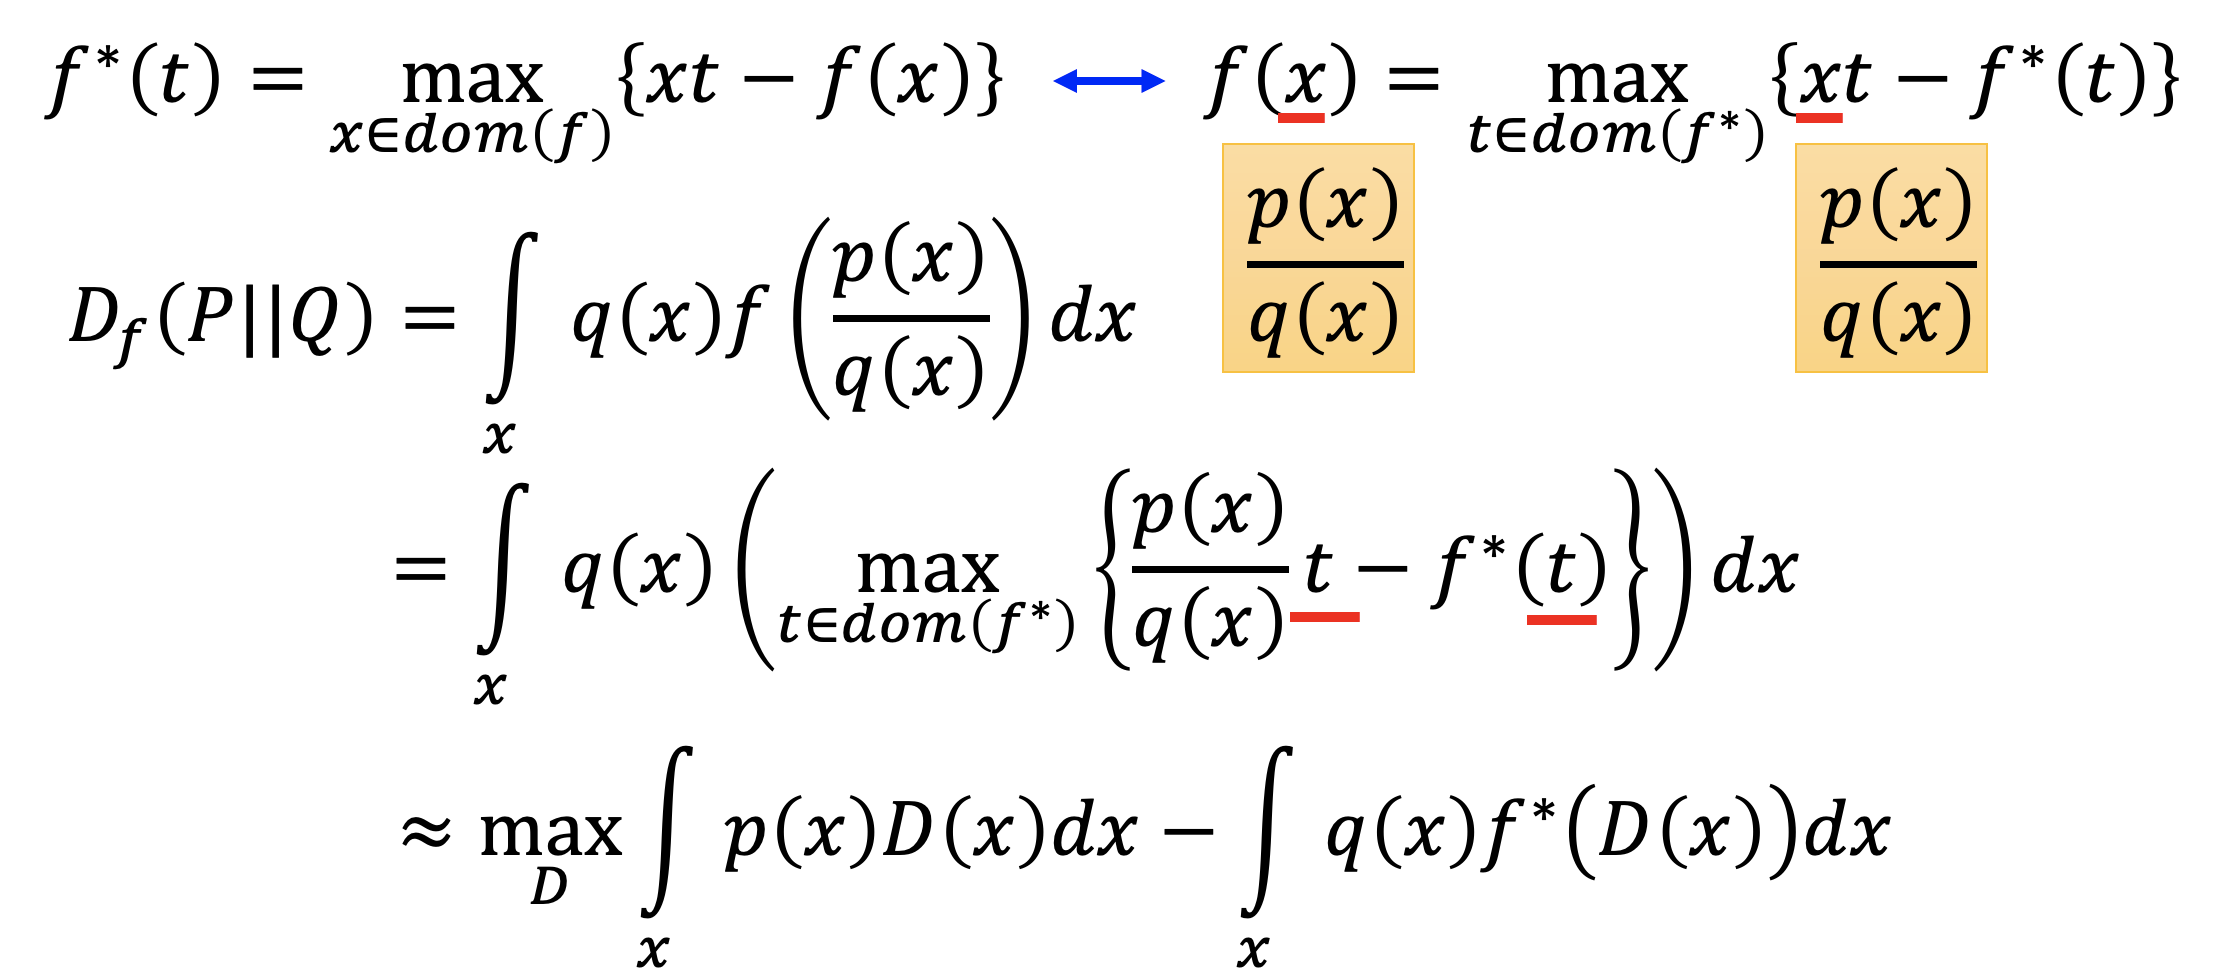 f*(t) = max_{x∈dom(f)} {xt − f(x)} ⟷ f(x) = max_{t∈dom(f*)} {xt − f*(t)}
p(x)/q(x) p(x)/q(x)
D_f(P||Q) = ∫_x q(x)f(p(x)/q(x))dx
= ∫_x q(x)(max_{t∈dom(f*)} {p(x)/q(x) t − f*(t)})dx
≈ max_D ∫_x p(x)D(x)dx − ∫_x q(x)f*(D(x))dx